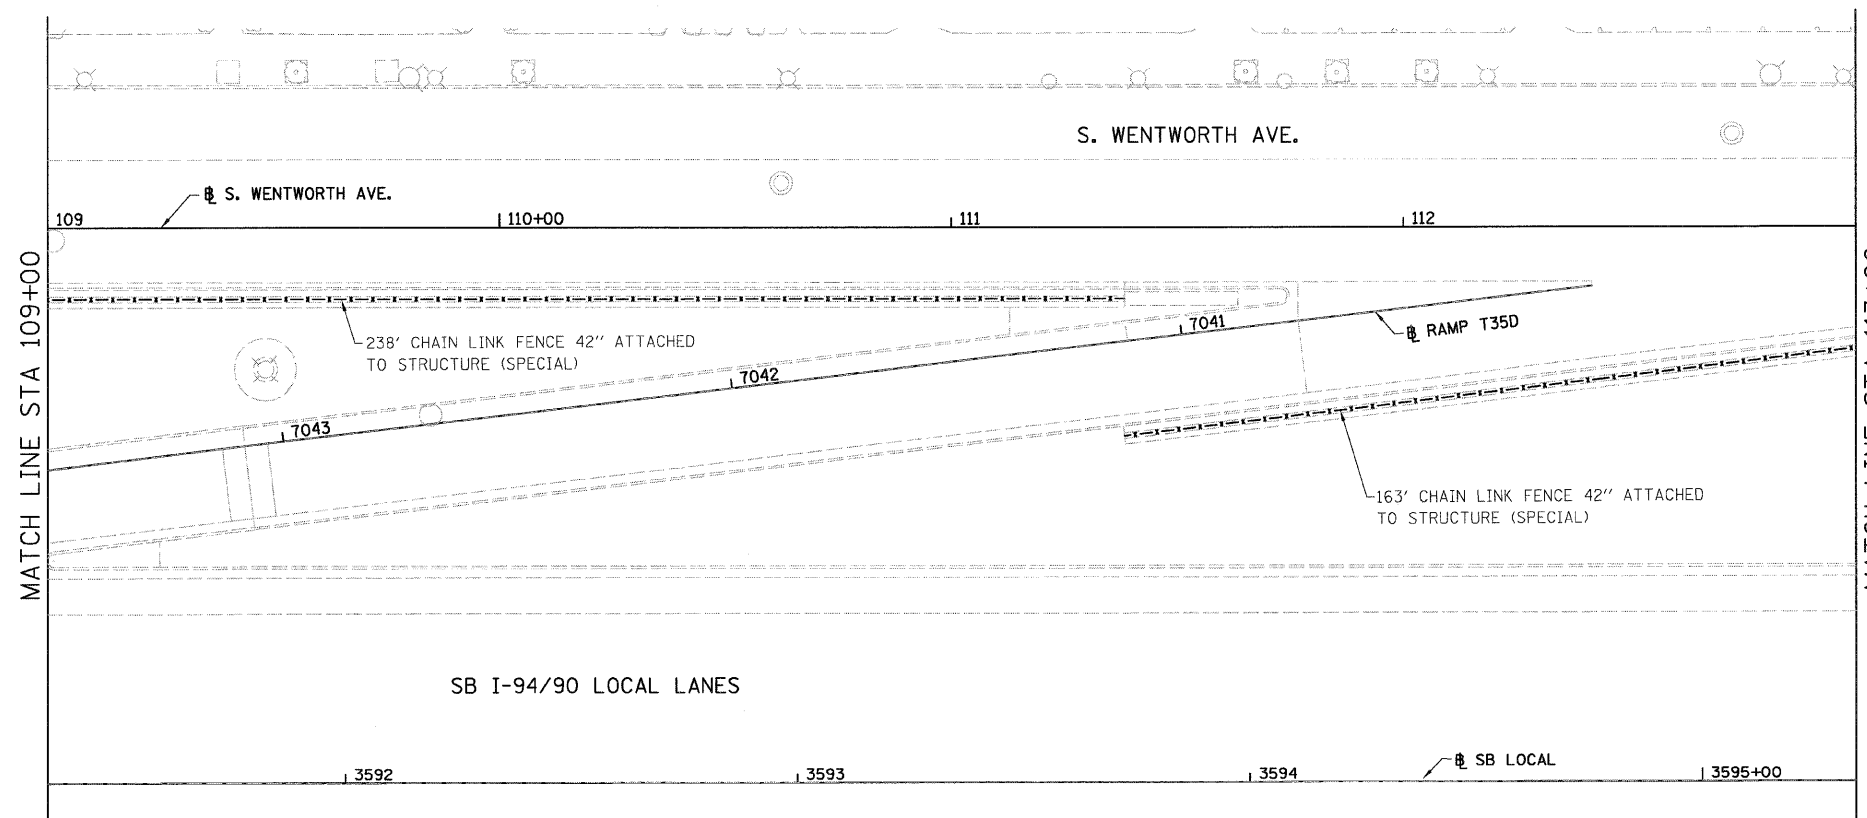 S. WENTWORTH AVE.
℄ S. WENTWORTH AVE.
109
110+00
111
112
MATCH LINE STA 109+00
238' CHAIN LINK FENCE 42" ATTACHED
TO STRUCTURE (SPECIAL)
7041
℄ RAMP T35D
7042
7043
163' CHAIN LINK FENCE 42" ATTACHED
TO STRUCTURE (SPECIAL)
SB I-94/90 LOCAL LANES
3592
3593
3594
℄ SB LOCAL
3595+00